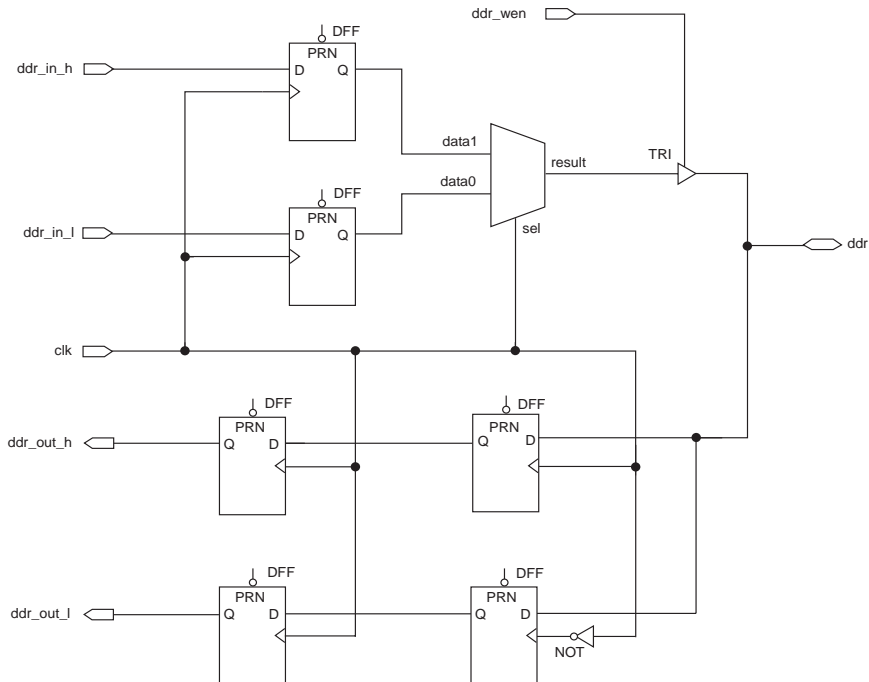 ddr_wen
DFF
PRN
ddr_in_h
D
Q
data1
result
TRI
data0
DFF
PRN
ddr_in_l
D
Q
sel
ddr
clk
DFF
PRN
ddr_out_h
Q
D
DFF
PRN
Q
D
DFF
PRN
ddr_out_l
Q
D
DFF
PRN
Q
D
NOT